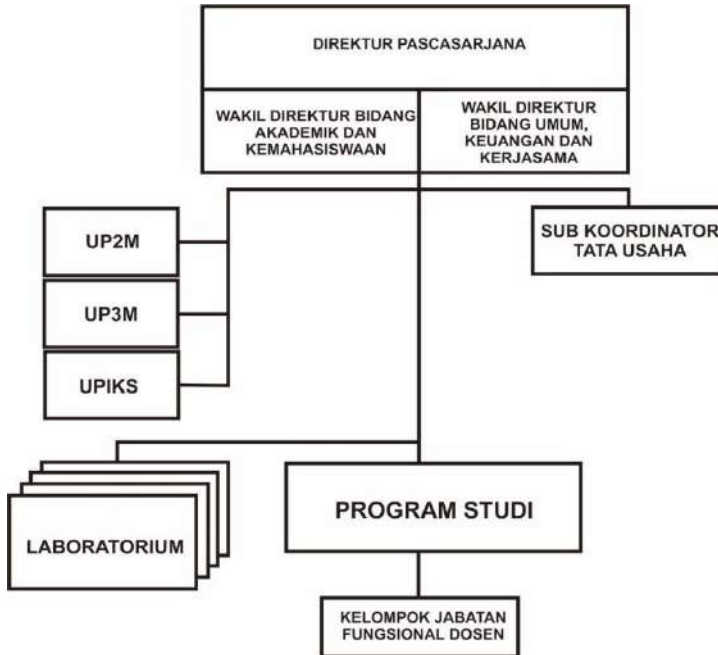 DIREKTUR PASCASARJANA
WAKIL DIREKTUR BIDANG
AKADEMIK DAN
KEMAHASISWAAN
WAKIL DIREKTUR
BIDANG UMUM,
KEUANGAN DAN
KERJASAMA
UP2M
UP3M
UPIKS
SUB KOORDINATOR
TATA USAHA
LABORATORIUM
PROGRAM STUDI
KELOMPOK JABATAN
FUNGSIONAL DOSEN